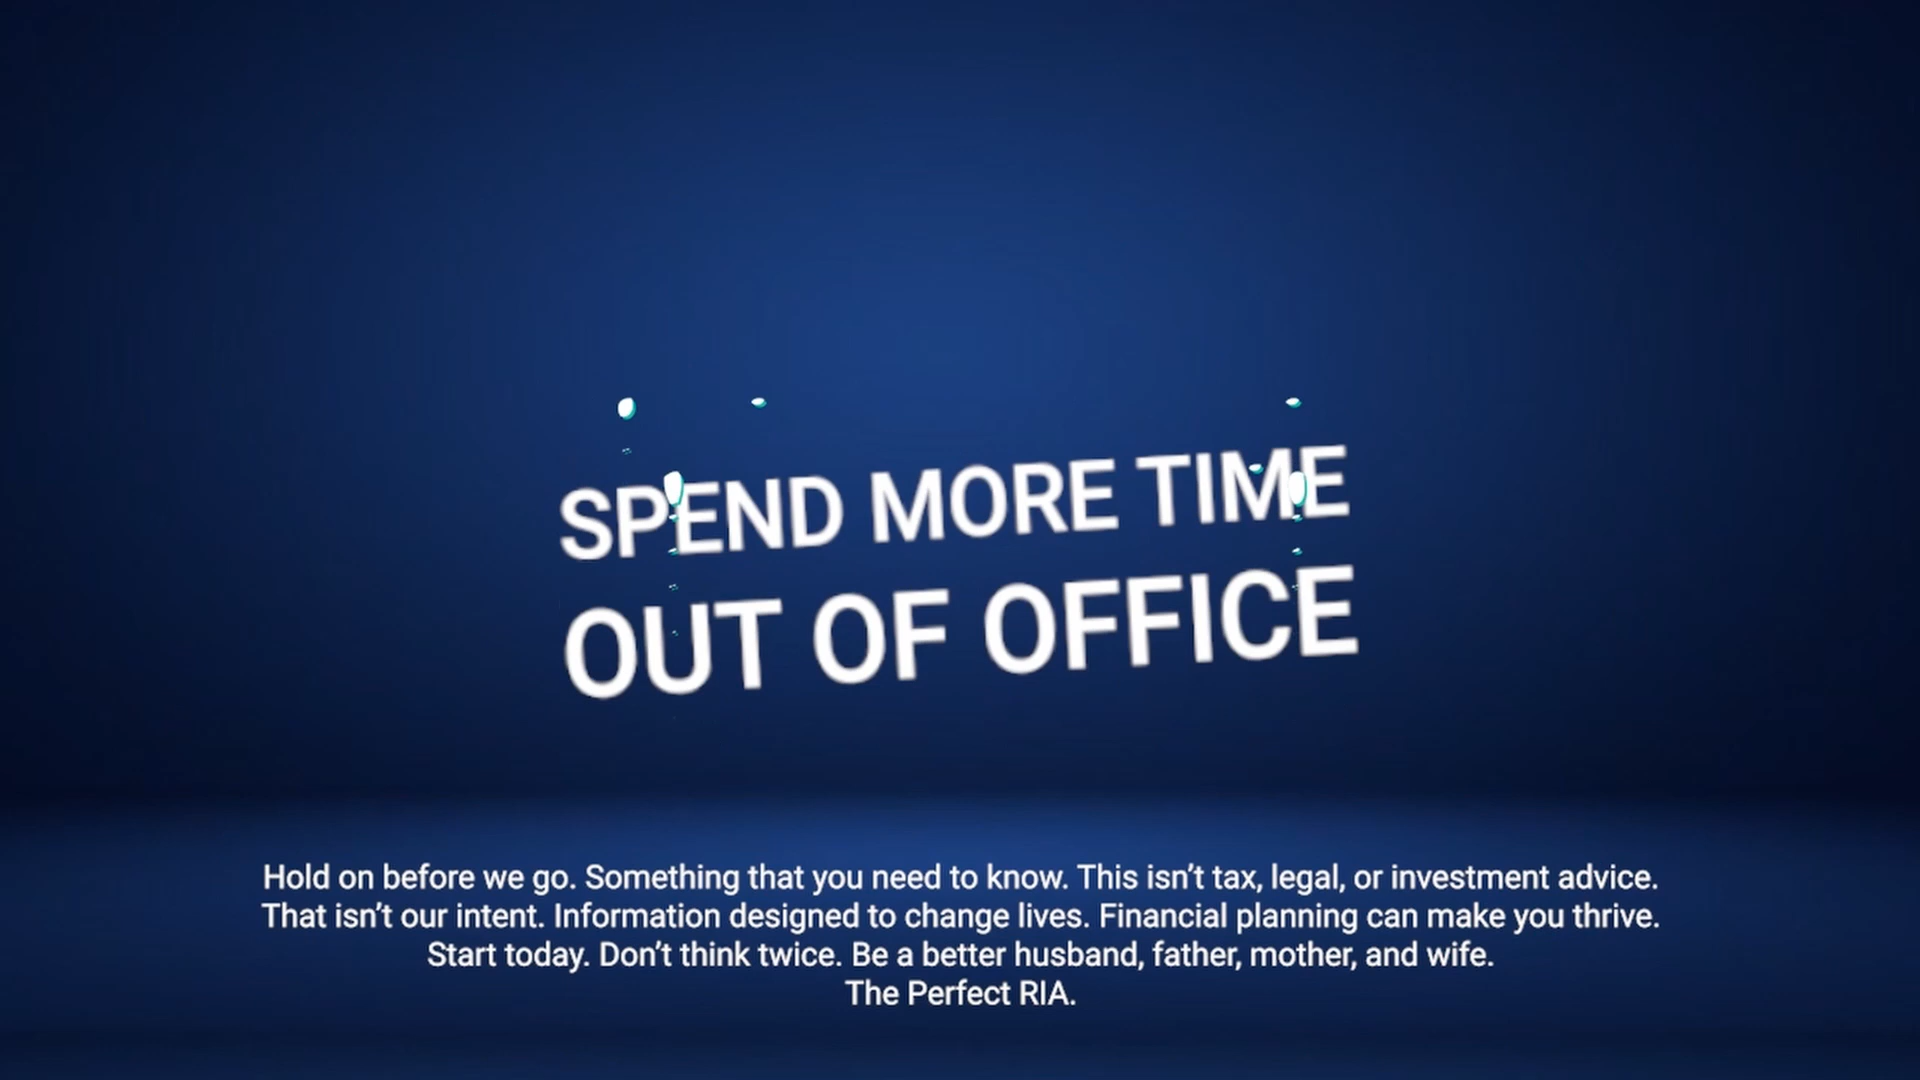 SPEND MORE TIME
OUT OF OFFICE
Hold on before we go. Something that you need to know. This isn’t tax, legal, or investment advice.
That isn’t our intent. Information designed to change lives. Financial planning can make you thrive.
Start today. Don’t think twice. Be a better husband, father, mother, and wife.
The Perfect RIA.